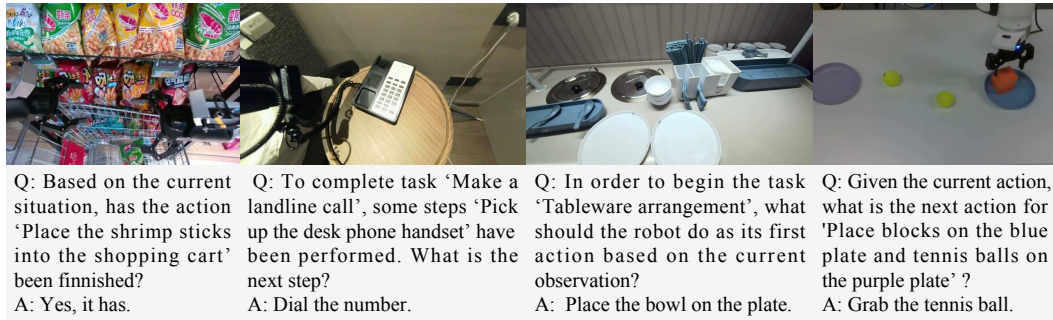 Q: Based on the current
situation, has the action
‘Place the shrimp sticks
into the shopping cart’
been finnished?
A: Yes, it has.
Q: To complete task ‘Make a
landline call’, some steps ‘Pick
up the desk phone handset’ have
been performed. What is the
next step?
A: Dial the number.
Q: In order to begin the task
‘Tableware arrangement’, what
should the robot do as its first
action based on the current
observation?
A: Place the bowl on the plate.
Q: Given the current action,
what is the next action for
'Place blocks on the blue
plate and tennis balls on
the purple plate’ ?
A: Grab the tennis ball.